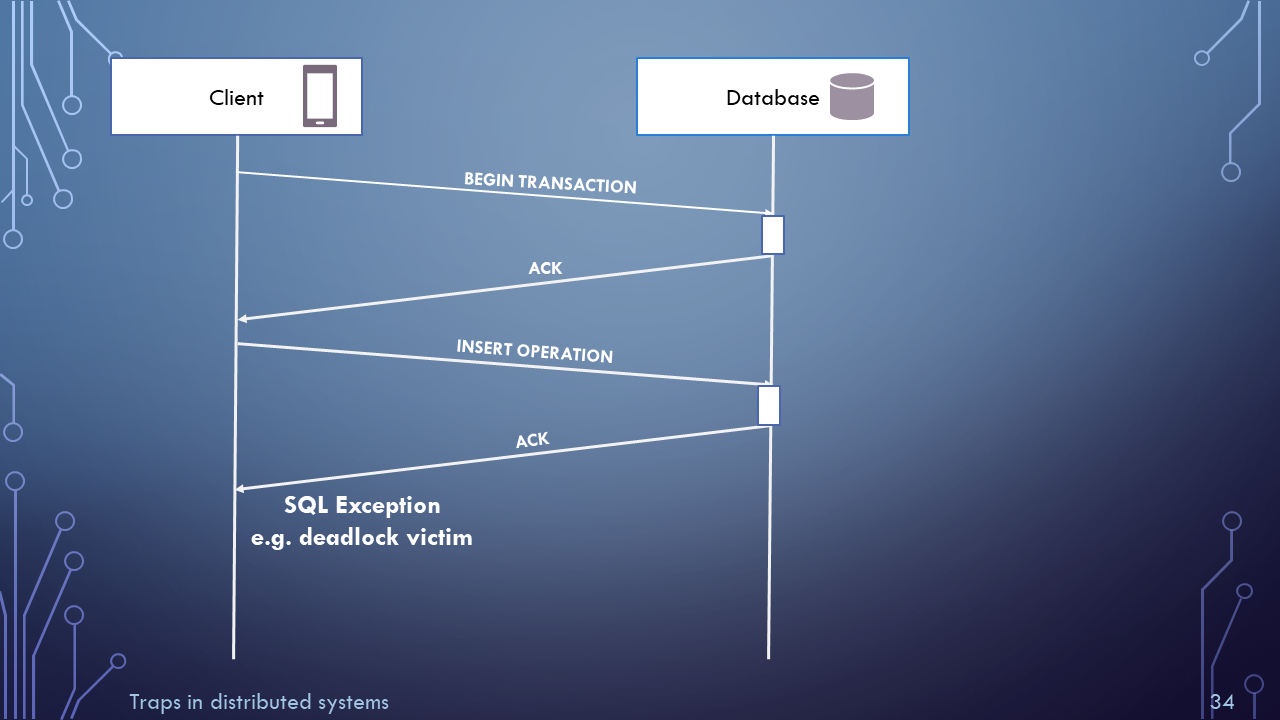 Client
Database
BEGIN TRANSACTION
ACK
INSERT OPERATION
ACK
SQL Exception
e.g. deadlock victim
Traps in distributed systems
34